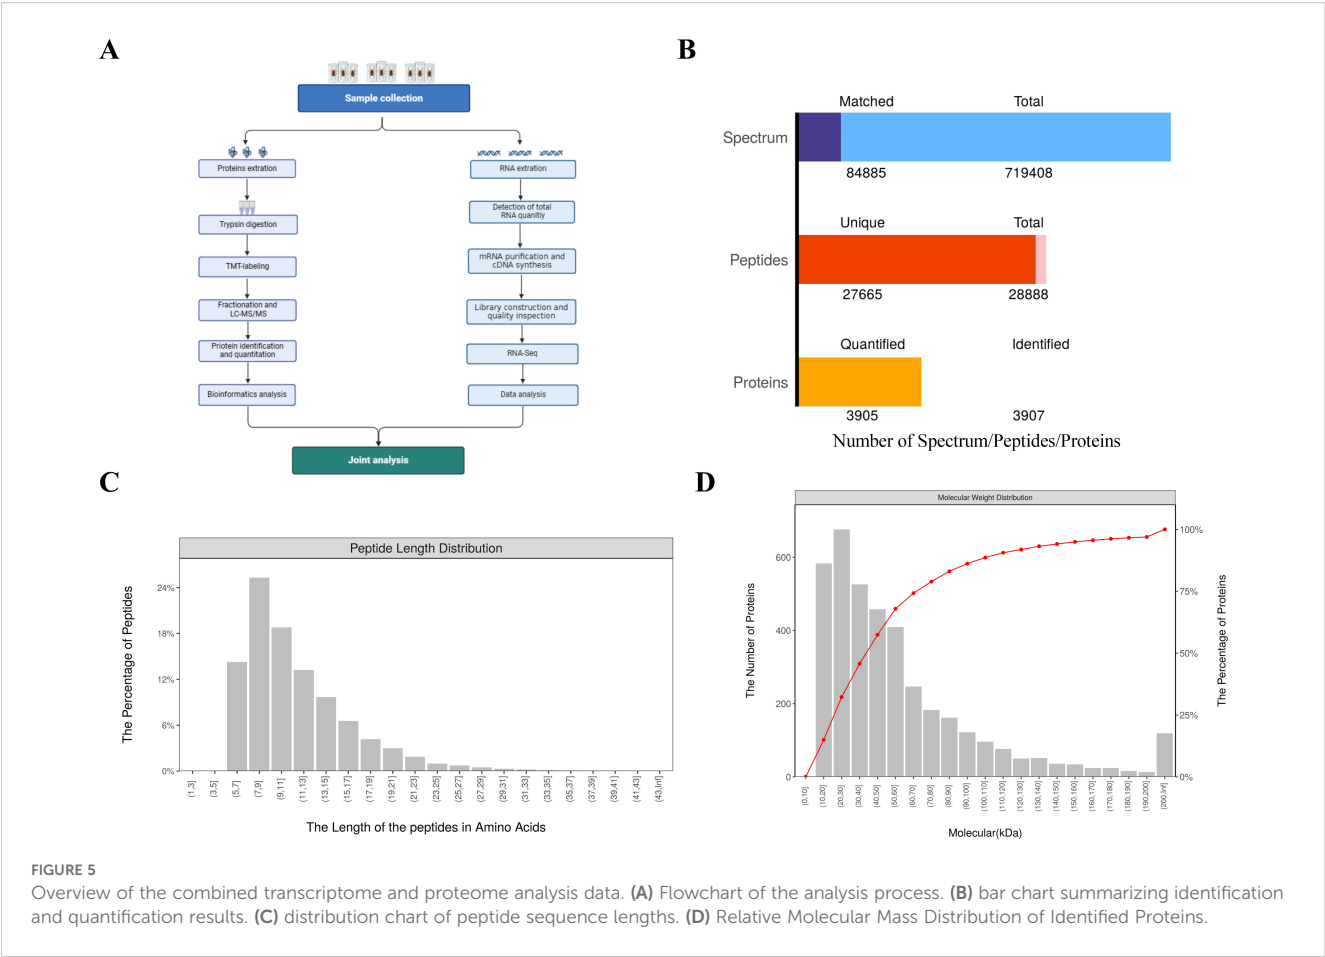 A
Sample collection
Proteins extration
Trypsin digestion
TMT-labeling
Fractionation and
LC-MS/MS
Priotein identification
and quantitation
Bioinformatics analysis
RNA extration
Detection of total
RNA quanltiy
mRNA purification and
cDNA synthesis
Library construction and
quality inspection
RNA-Seq
Data analysis
Joint analysis
B
Matched Total
Spectrum
84885 719408
Unique Total
Peptides
27665 28888
Quantified Identified
Proteins
3905 3907
Number of Spectrum/Peptides/Proteins
C
Peptide Length Distribution
The Percentage of Peptides
24%
18%
12%
6%
0%
(1,3] (3,5] (5,7] (7,9] (9,11] (11,13] (13,15] (15,17] (17,19] (19,21] (21,23] (23,25] (25,27] (27,29] (29,31] (31,33] (33,35] (35,37] (37,39] (39,41] (41,43] (43,Inf]
The Length of the peptides in Amino Acids
D
Molecular Weight Distribution
The Number of Proteins
600
400
200
0
100%
75%
50%
25%
0%
The Percentage of Proteins
(0,10] (10,20] (20,30] (30,40] (40,50] (50,60] (60,70] (70,80] (80,90] (90,100] (100,110] (110,120] (120,130] (130,140] (140,150] (150,160] (160,170] (170,180] (180,190] (190,200] (200,Inf]
Molecular(kDa)
FIGURE 5
Overview of the combined transcriptome and proteome analysis data. (A) Flowchart of the analysis process. (B) bar chart summarizing identification
and quantification results. (C) distribution chart of peptide sequence lengths. (D) Relative Molecular Mass Distribution of Identified Proteins.